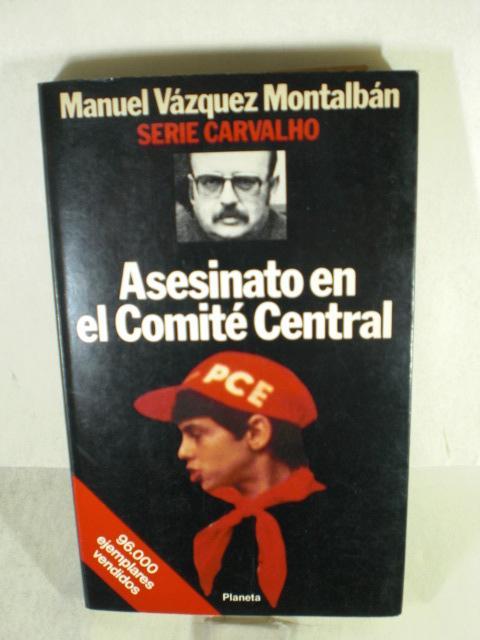 Manuel Vázquez Montalbán
SERIE CARVALHO
Asesinato en
el Comité Central
PCE
96.000
ejemplares
vendidos
Planeta